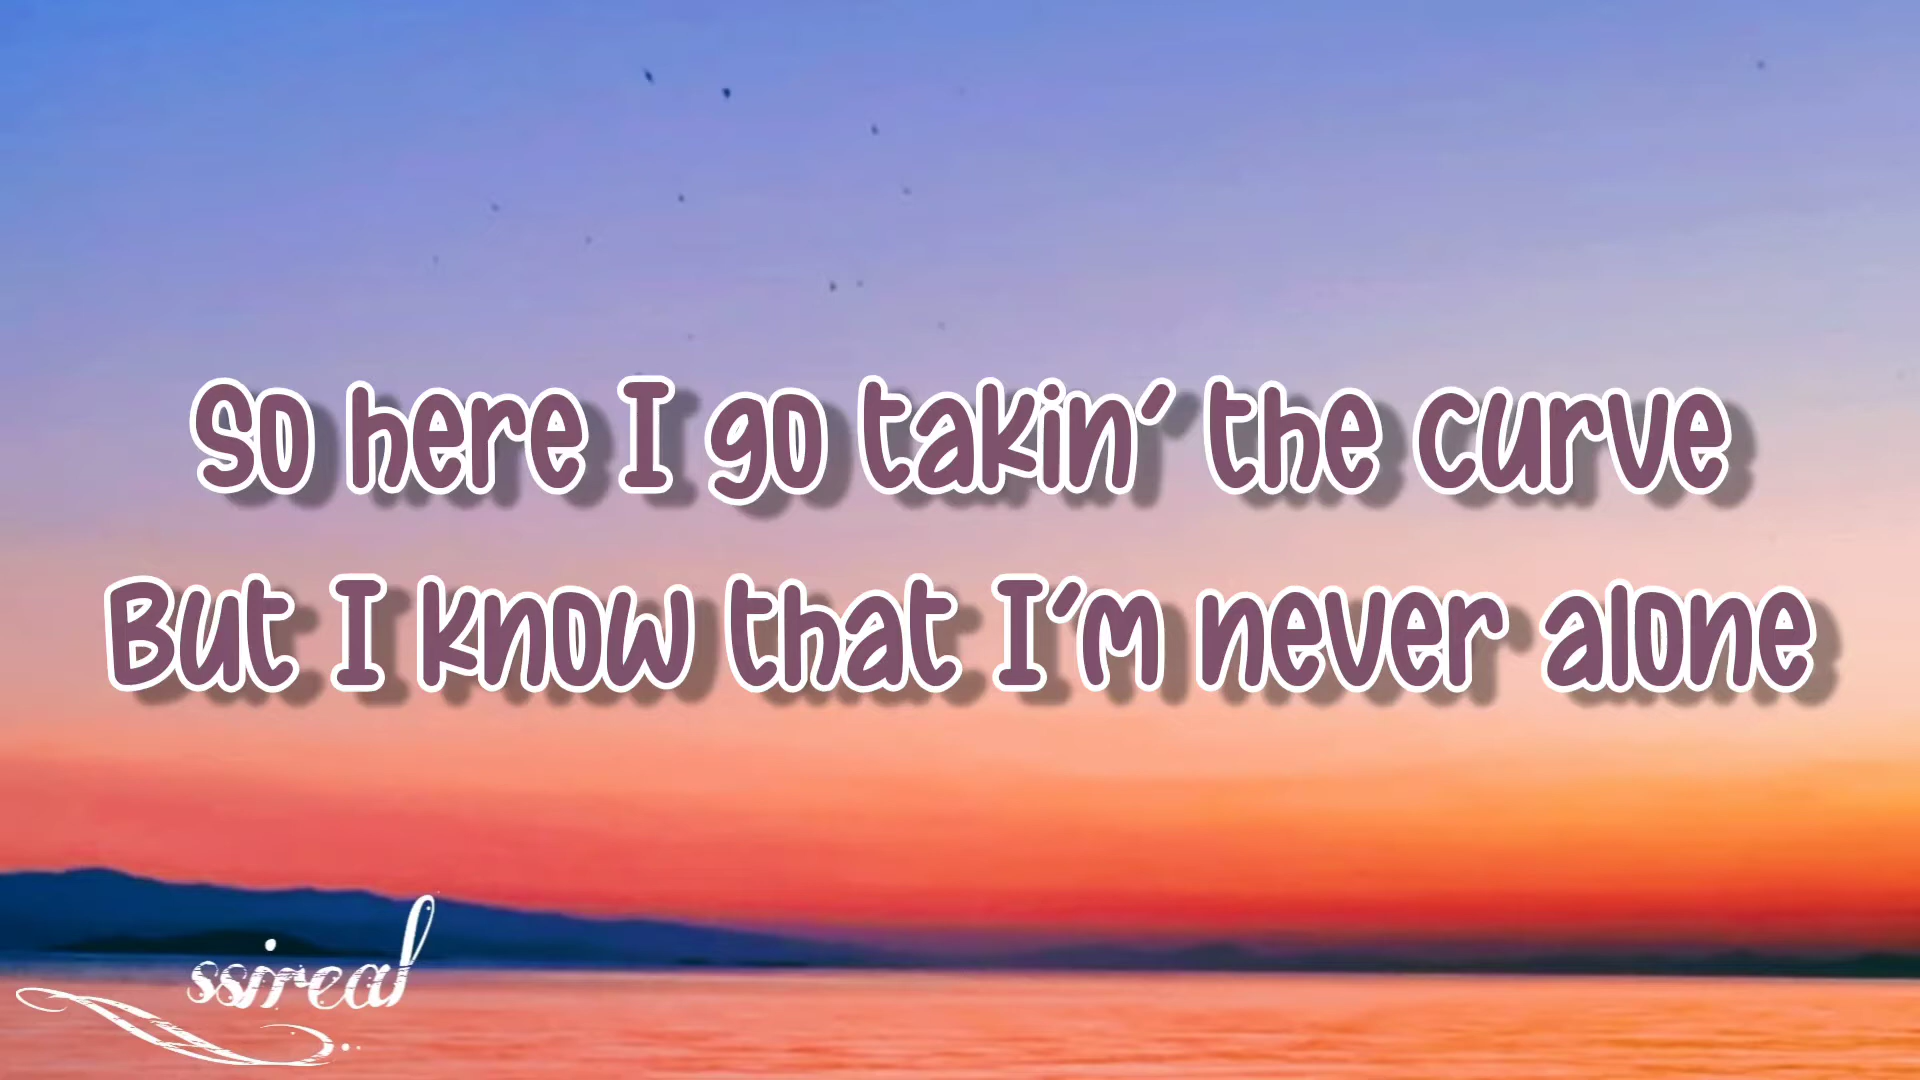 So here I go takin' the curve
But I know that I'm never alone
ssireal